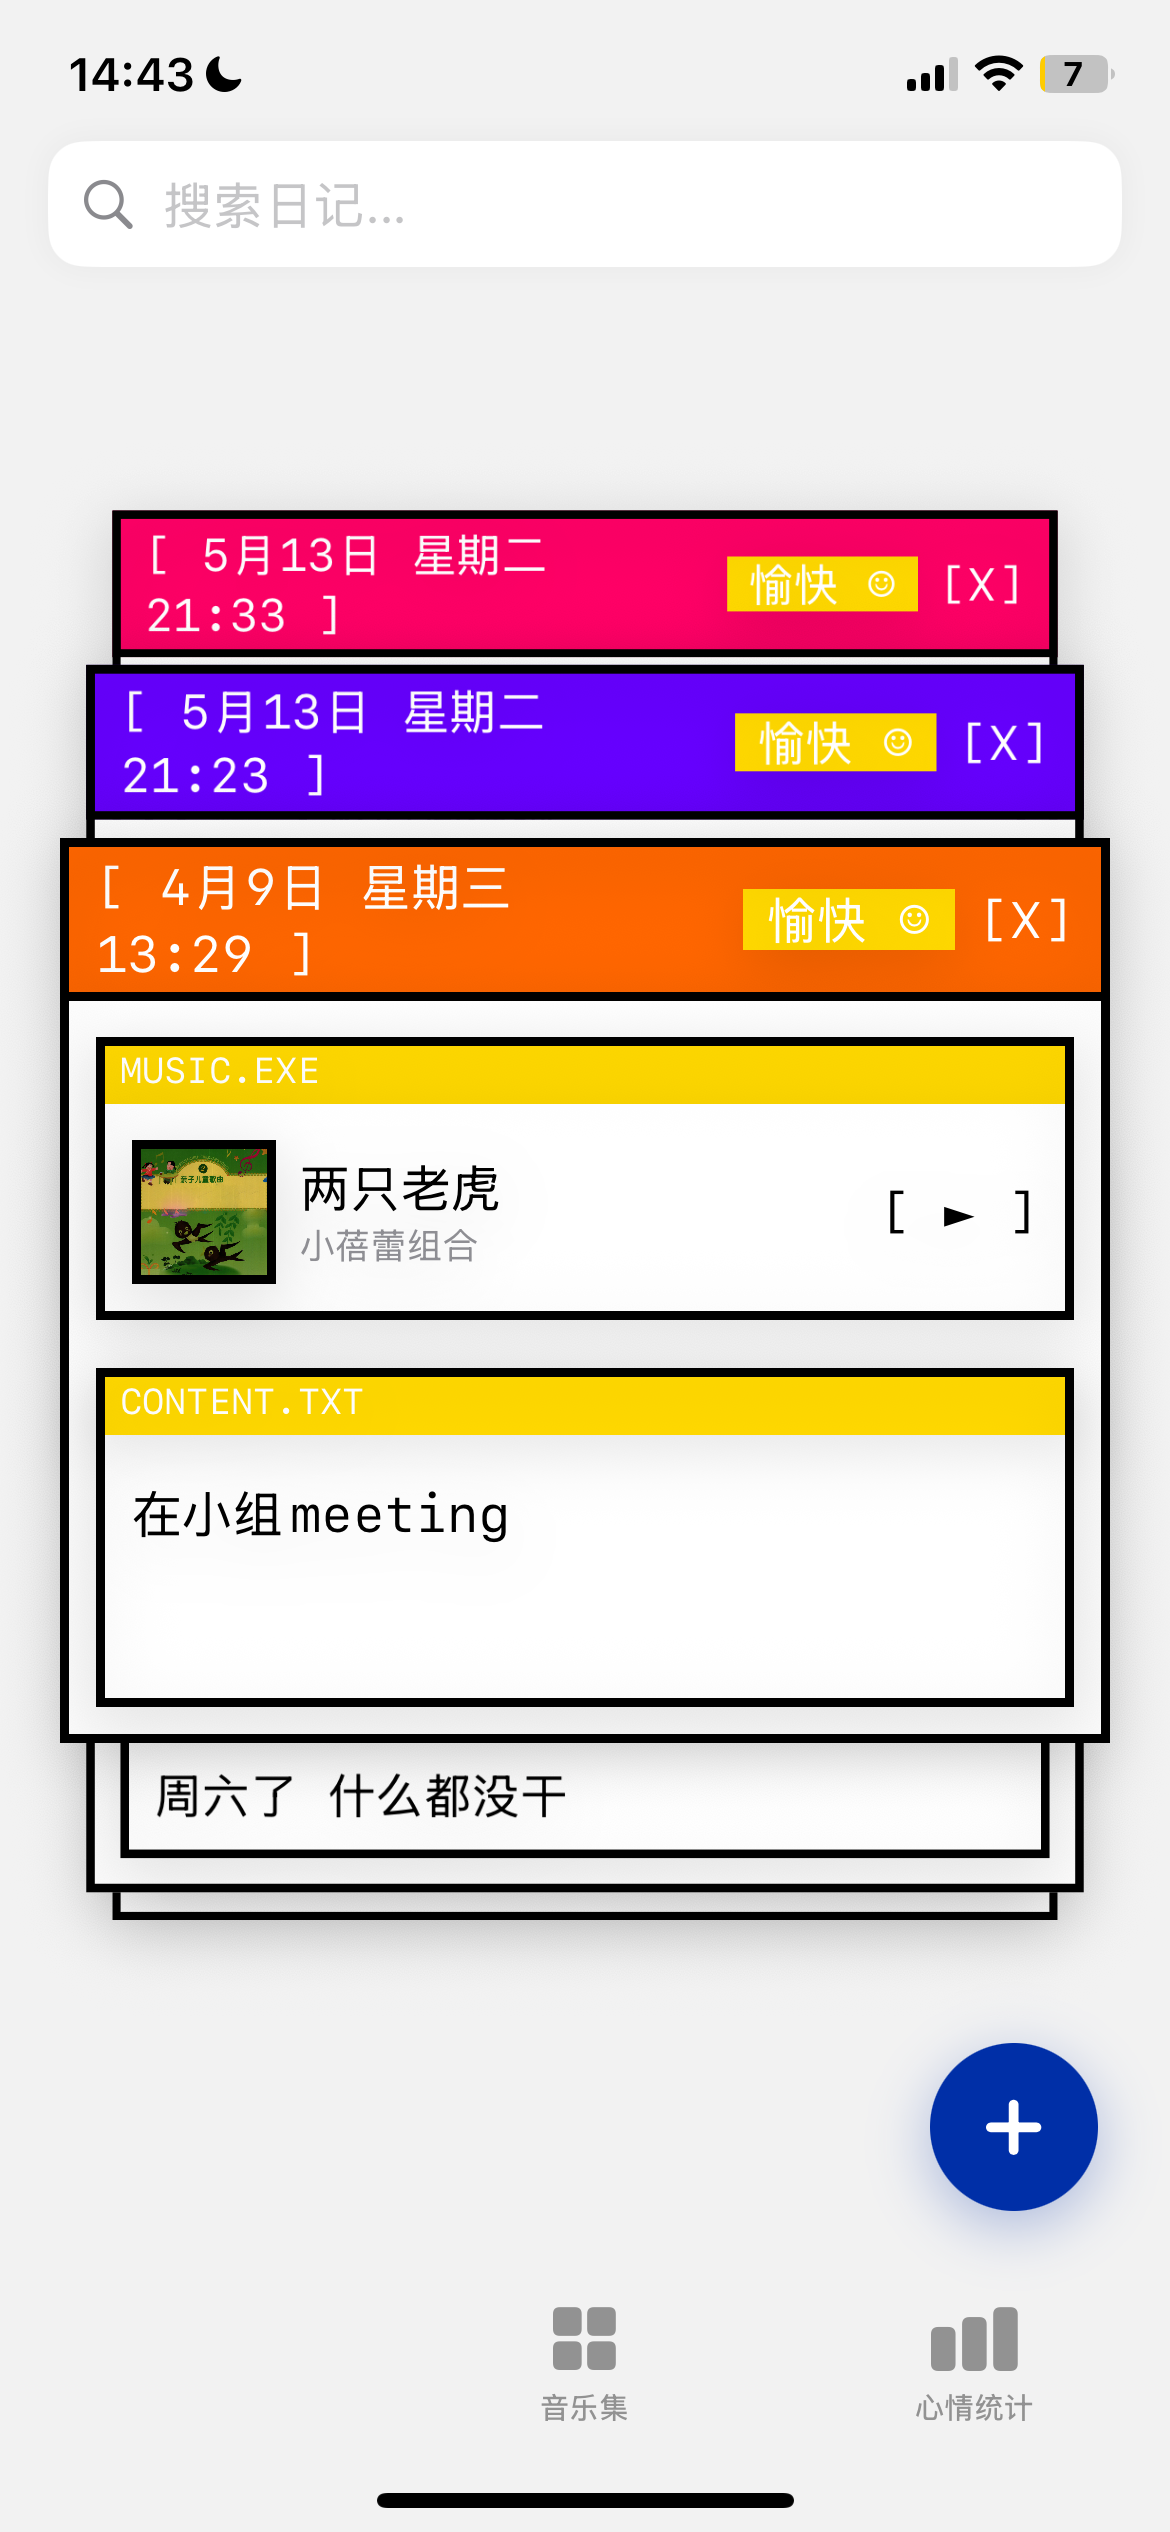 14:43
7
搜索日记...
[ 5月13日 星期二
21:33 ]
愉快 ☺ [X]
[ 5月13日 星期二
21:23 ]
愉快 ☺ [X]
[ 4月9日 星期三
13:29 ]
愉快 ☺ [X]
MUSIC.EXE
亲子儿童歌曲
两只老虎
小蓓蕾组合
[ ► ]
CONTENT.TXT
在小组meeting
周六了 什么都没干
音乐集
心情统计